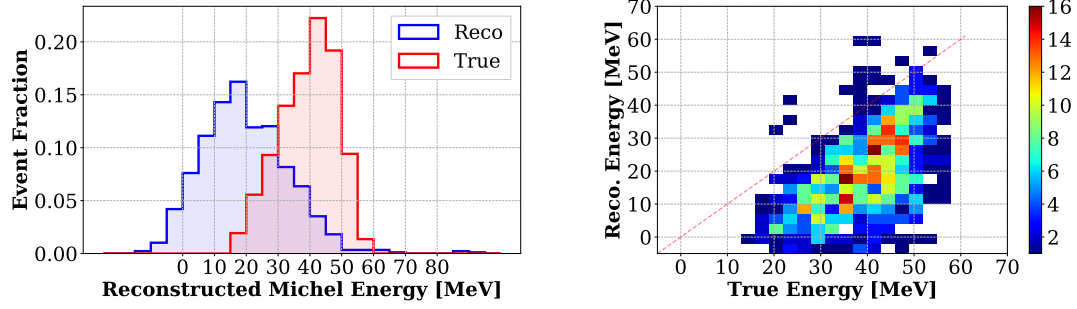 Event Fraction
0.20
0.15
0.10
0.05
0.00
0 10 20 30 40 50 60 70 80
Reconstructed Michel Energy [MeV]
Reco
True
Reco. Energy [MeV]
70
60
50
40
30
20
10
0
0 10 20 30 40 50 60 70
True Energy [MeV]
16
14
12
10
8
6
4
2